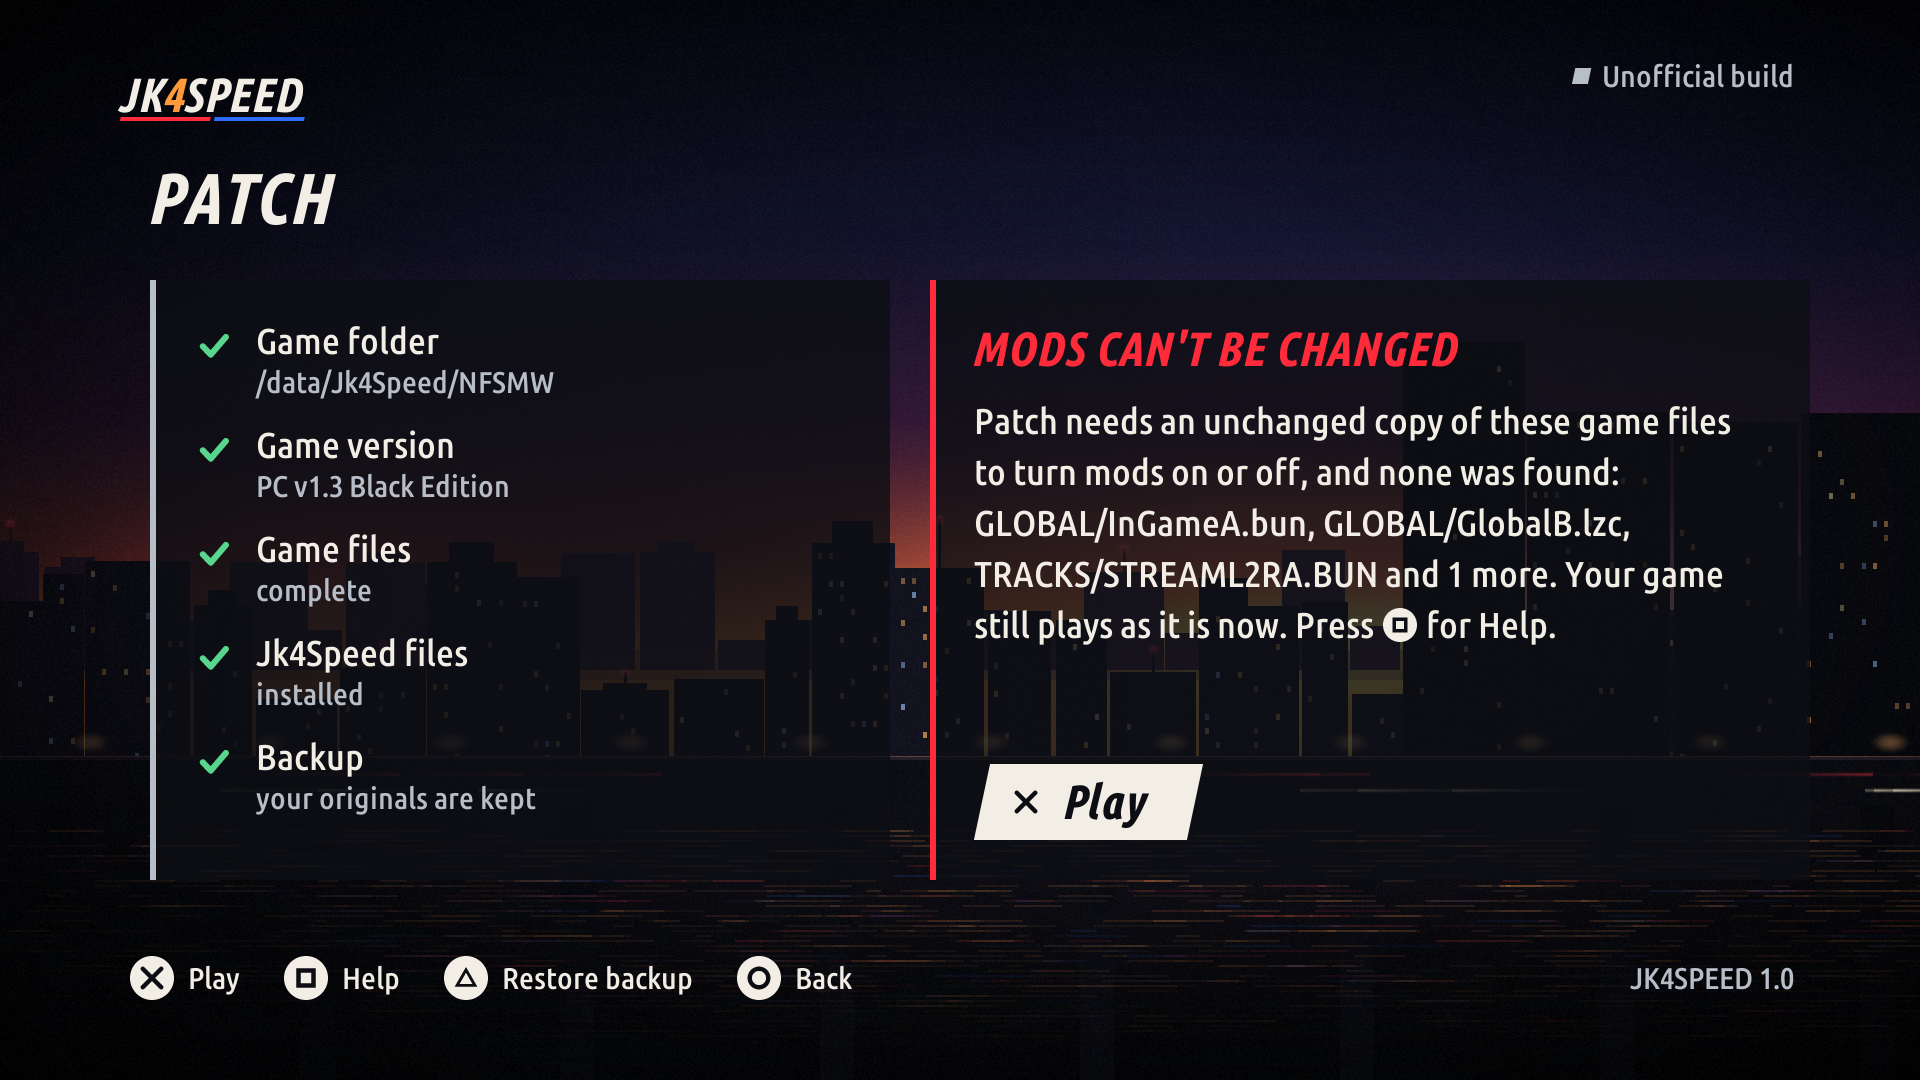 JK4SPEED
Unofficial build
PATCH
Game folder
/data/Jk4Speed/NFSMW
Game version
PC v1.3 Black Edition
Game files
complete
Jk4Speed files
installed
Backup
your originals are kept
MODS CAN'T BE CHANGED
Patch needs an unchanged copy of these game files
to turn mods on or off, and none was found:
GLOBAL/InGameA.bun, GLOBAL/GlobalB.lzc,
TRACKS/STREAML2RA.BUN and 1 more. Your game
still plays as it is now. Press for Help.
Play
Play
Help
Restore backup
Back
JK4SPEED 1.0